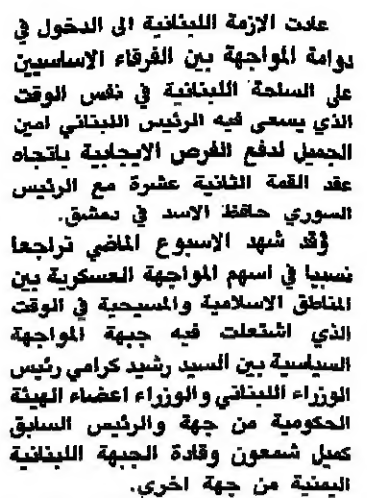 عادت الازمة اللبنانية الى الدخول في
دوامة المواجهة بين الفرقاء الاساسيين
على الساحة اللبنانية في نفس الوقت
الذي يسعى فيه الرئيس اللبناني امين
الجميل لدفع الفرص الايجابية باتجاه
عقد القمة الثانية عشرة مع الرئيس
السوري حافظ الاسد في دمشق.
وقد شهد الاسبوع الماضي تراجعا
نسبيا في اسهم المواجهة العسكرية بين
المناطق الاسلامية والمسيحية في الوقت
الذي اشتعلت فيه جبهة المواجهة
السياسية بين السيد رشيد كرامي رئيس
الوزراء اللبناني والوزراء اعضاء الهيئة
الحكومية من جهة والرئيس السابق
كميل شمعون وقادة الجبهة اللبنانية
اليمنية من جهة اخرى.